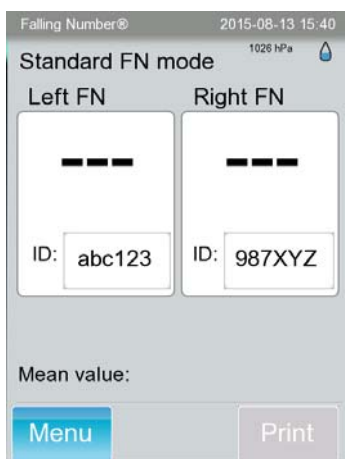 Falling Number® 2015-08-13 15:40
Standard FN mode 1026 hPa
Left FN Right FN
--- ---
ID: abc123 ID: 987XYZ
Mean value:
Menu Print